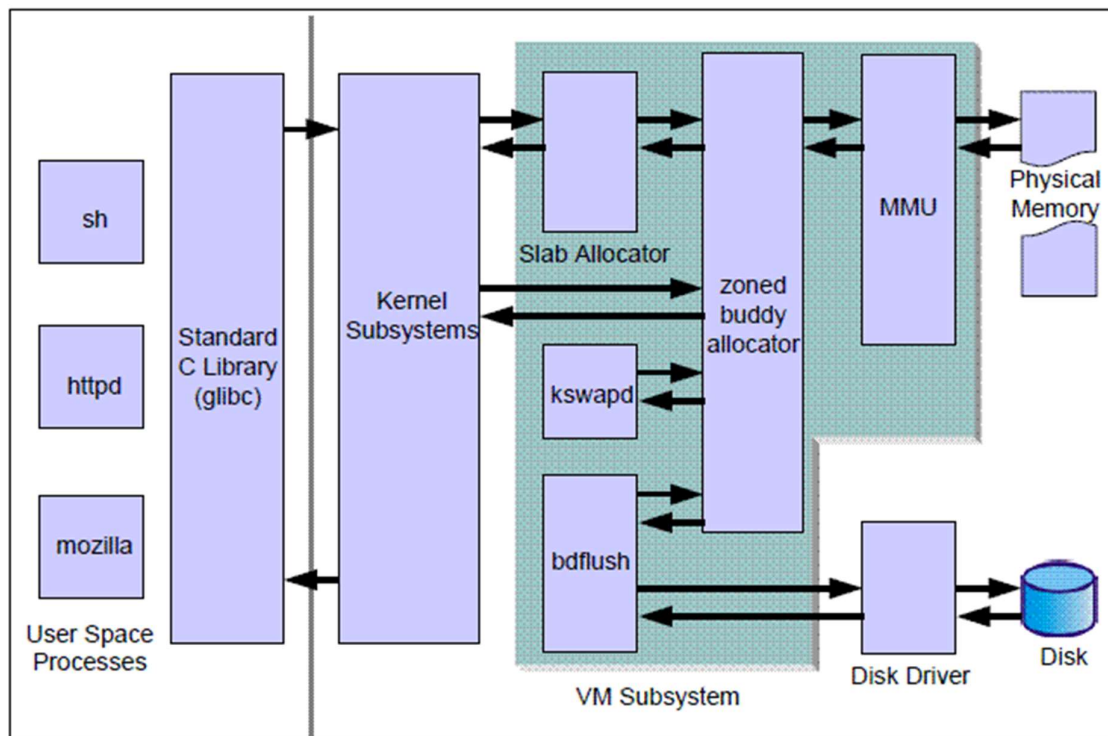 sh
httpd
mozilla
User Space
Processes
Standard
C Library
(glibc)
Kernel
Subsystems
Slab Allocator
kswapd
bdflush
zoned
buddy
allocator
MMU
Physical
Memory
VM Subsystem
Disk Driver
Disk